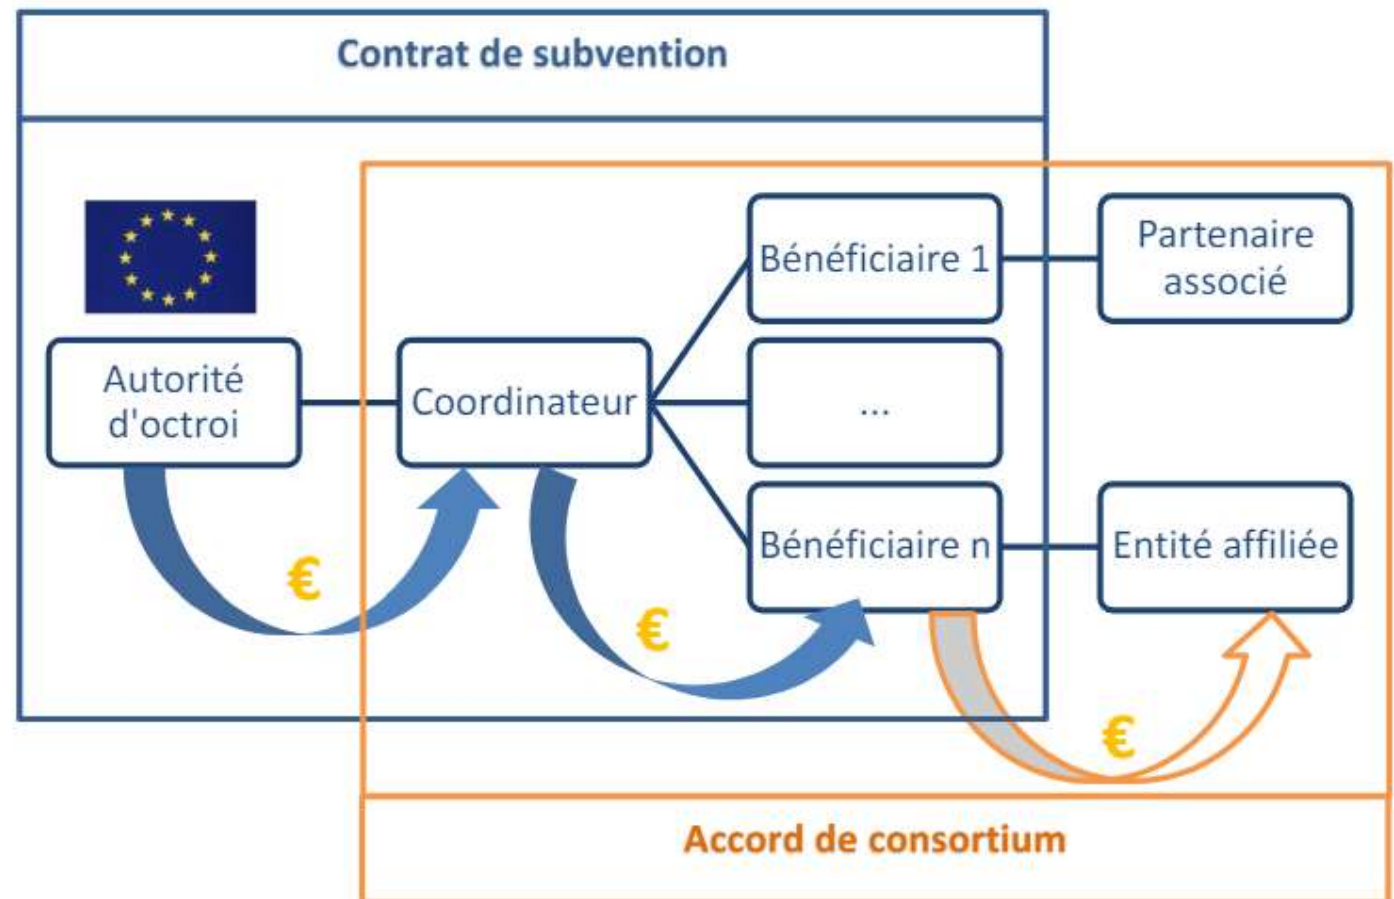 Contrat de subvention
Bénéficiaire 1
Partenaire
associé
Autorité
d'octroi
Coordinateur
...
Bénéficiaire n
Entité affiliée
€
€
€
Accord de consortium